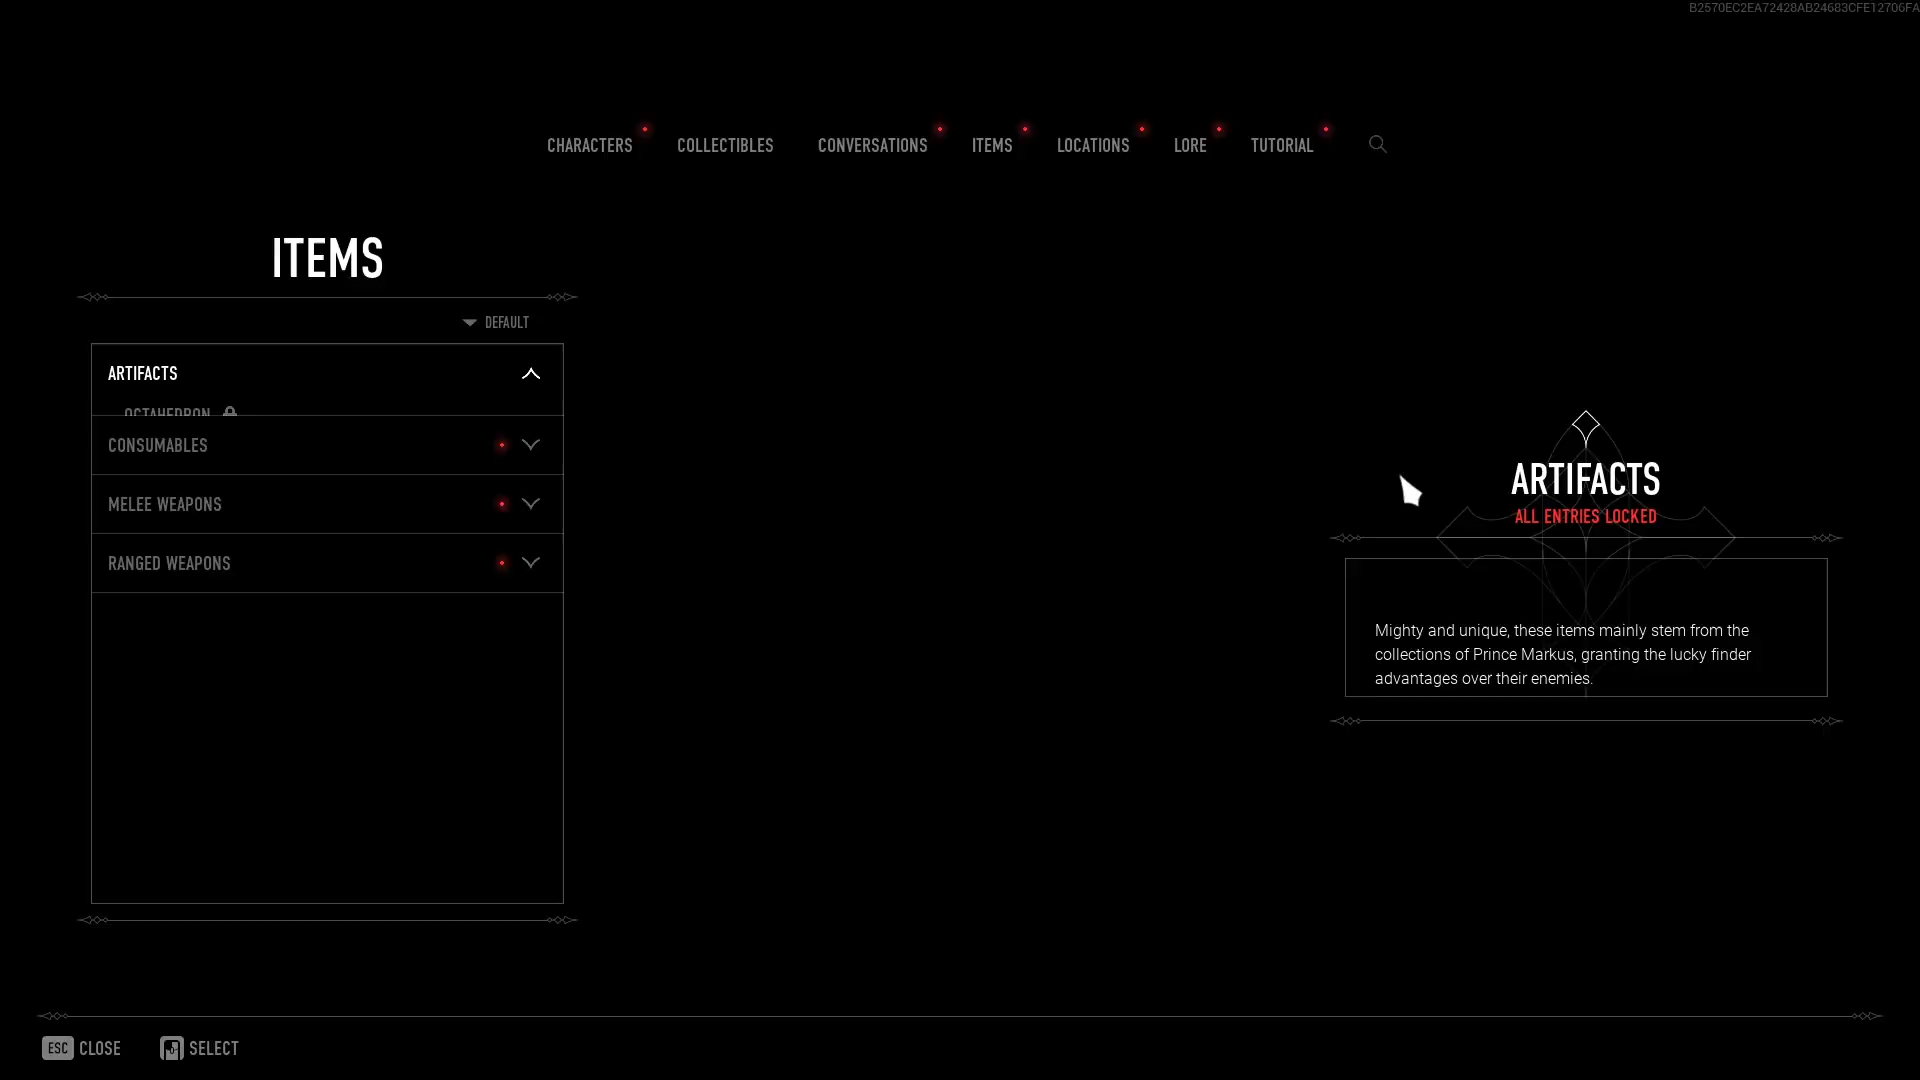 B2570EC2EA72428AB24683CFE12706FA
CHARACTERS COLLECTIBLES CONVERSATIONS ITEMS LOCATIONS LORE TUTORIAL
ITEMS
DEFAULT
ARTIFACTS
OCTAHEDRON
CONSUMABLES
MELEE WEAPONS
RANGED WEAPONS
ARTIFACTS
ALL ENTRIES LOCKED
Mighty and unique, these items mainly stem from the
collections of Prince Markus, granting the lucky finder
advantages over their enemies.
ESC CLOSE SELECT